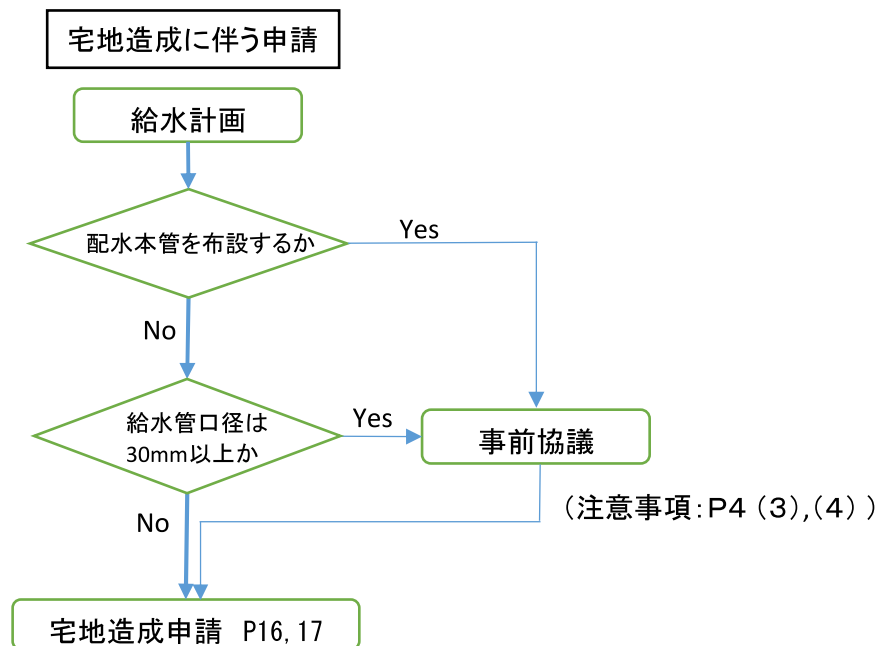 宅地造成に伴う申請
給水計画
配水本管を布設するか
Yes
No
給水管口径は
30mm以上か
Yes
事前協議
(注意事項:P4 (3),(4) )
No
宅地造成申請 P16, 17